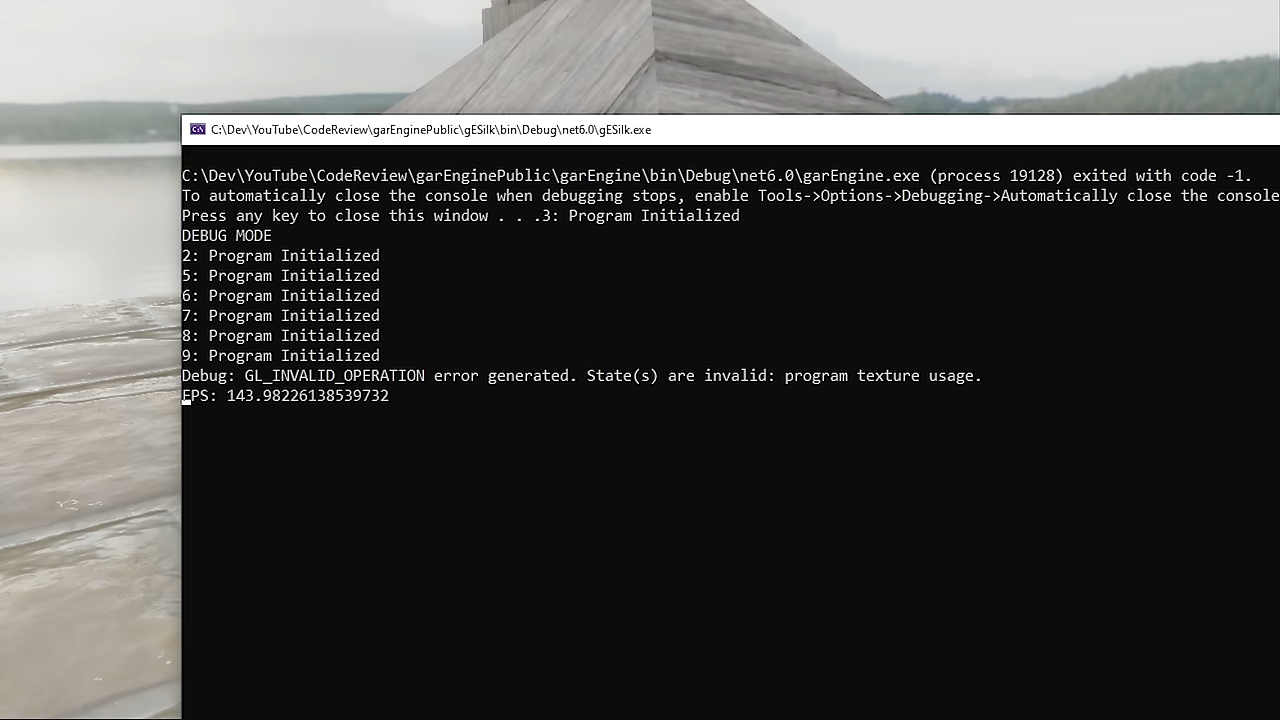 C:\Dev\YouTube\CodeReview\garEnginePublic\gESilk\bin\Debug\net6.0\gESilk.exe
C:\Dev\YouTube\CodeReview\garEnginePublic\garEngine\bin\Debug\net6.0\garEngine.exe (process 19128) exited with code -1.
To automatically close the console when debugging stops, enable Tools->Options->Debugging->Automatically close the console
Press any key to close this window . . .3: Program Initialized
DEBUG MODE
2: Program Initialized
5: Program Initialized
6: Program Initialized
7: Program Initialized
8: Program Initialized
9: Program Initialized
Debug: GL_INVALID_OPERATION error generated. State(s) are invalid: program texture usage.
FPS: 143.98226138539732